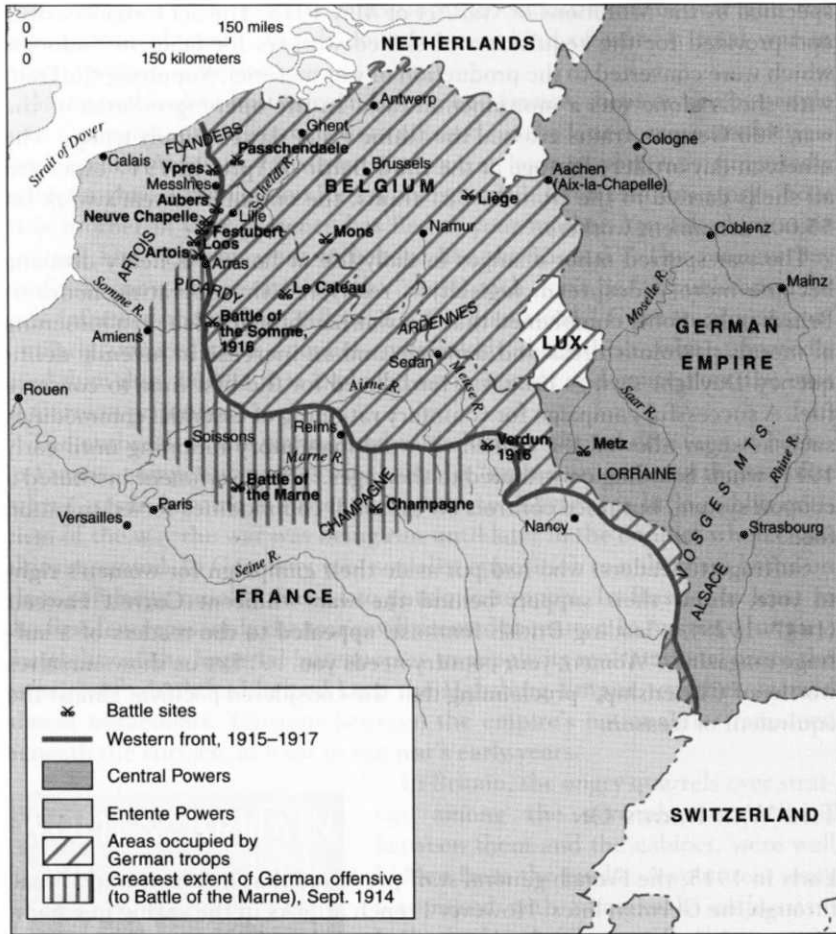 0 150 miles
0
150 kilometers
NETHERLANDS
Strait of Dover
Calais
FLANDERS
Ghent
Antwerp
Cologne
Passchendaele
Scheldt R.
Ypres
Messines
Brussels
Aachen
(Aix-la-Chapelle)
BELGIUM
Aubers
Liège
Neuve Chapelle
Lille
Festubert
Mons
Namur
Coblenz
ARTOIS
Loos
Artois
Arras
PICARDY
Somme R.
Le Cateau
Moselle R.
Mainz
Amiens
Battle
of the
Somme,
1916
ARDENNES
LUX.
GERMAN
EMPIRE
Sedan
Meuse R.
Aisne R.
Rouen
Saar R.
Soissons
Reims
Marne R.
Verdun,
1916
Metz
LORRAINE
Rhine R.
Battle of
the Marne
CHAMPAGNE
Champagne
VOSGES MTS.
Paris
Versailles
Nancy
Strasbourg
Seine R.
ALSACE
FRANCE
Battle sites
Western front, 1915–1917
Central Powers
Entente Powers
Areas occupied by
German troops
Greatest extent of German offensive
(to Battle of the Marne), Sept. 1914
SWITZERLAND